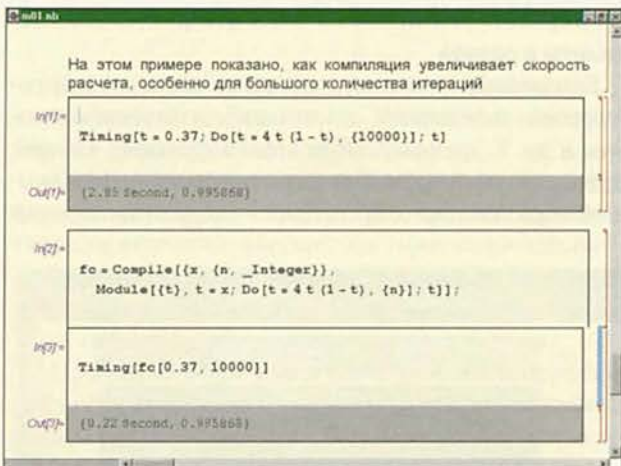 m01.nb
На этом примере показано, как компиляция увеличивает скорость
расчета, особенно для большого количества итераций
In[1]=
Timing[t = 0.37; Do[t = 4 t (1 - t), {10000}]; t]
Out[1]= {2.85 Second, 0.995868}
In[2]=
fc = Compile[{x, {n, _Integer}},
Module[{t}, t = x; Do[t = 4 t (1 - t), {n}]; t]];
In[3]=
Timing[fc[0.37, 10000]]
Out[3]= {0.22 Second, 0.995868}